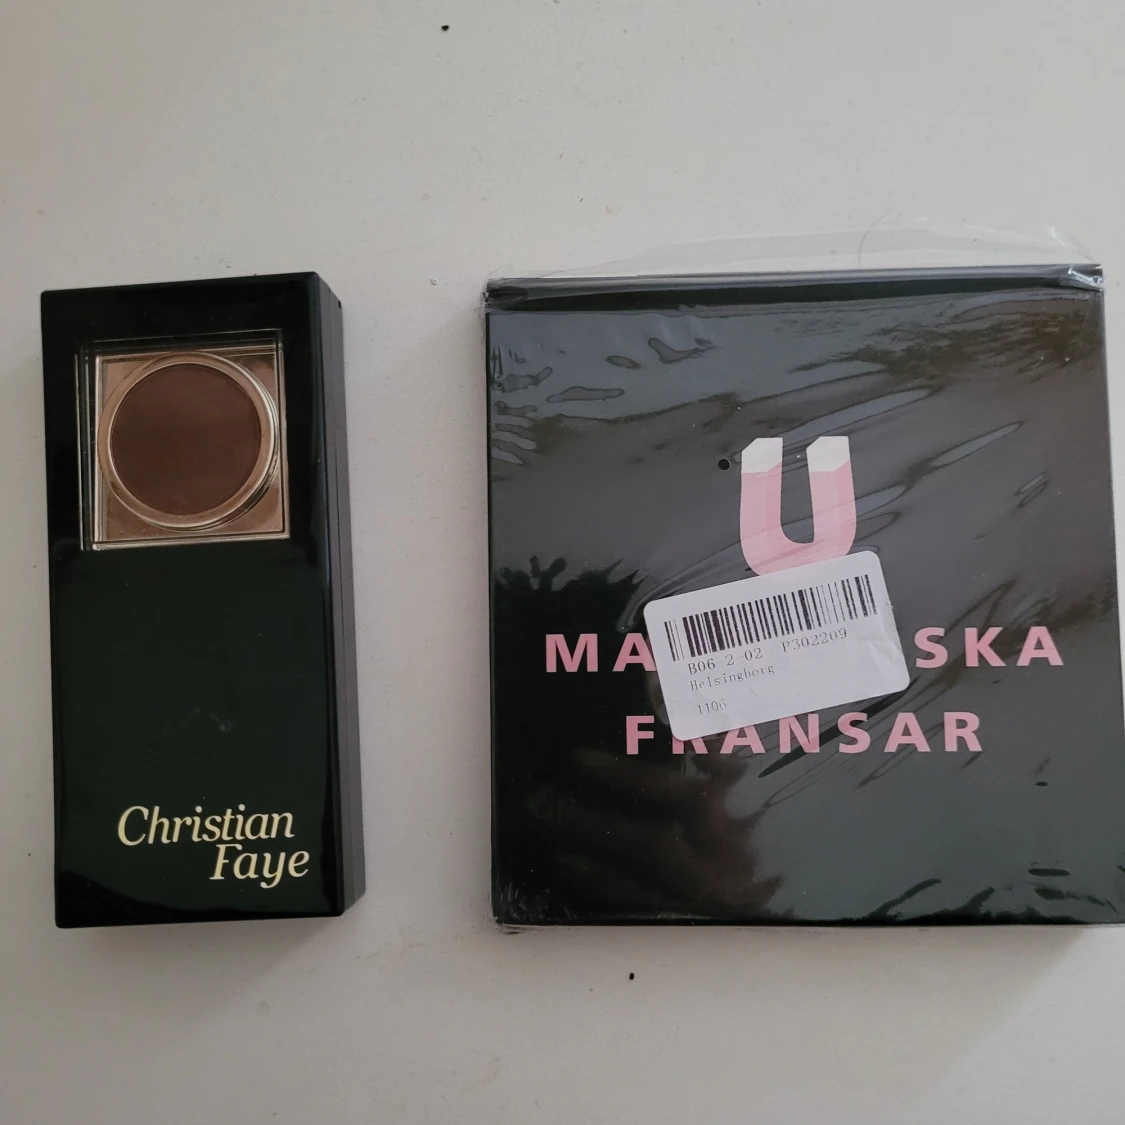 Christian
Faye
MA SKA
FRANSAR
B06-2-02 P302209
Helsingborg
1106